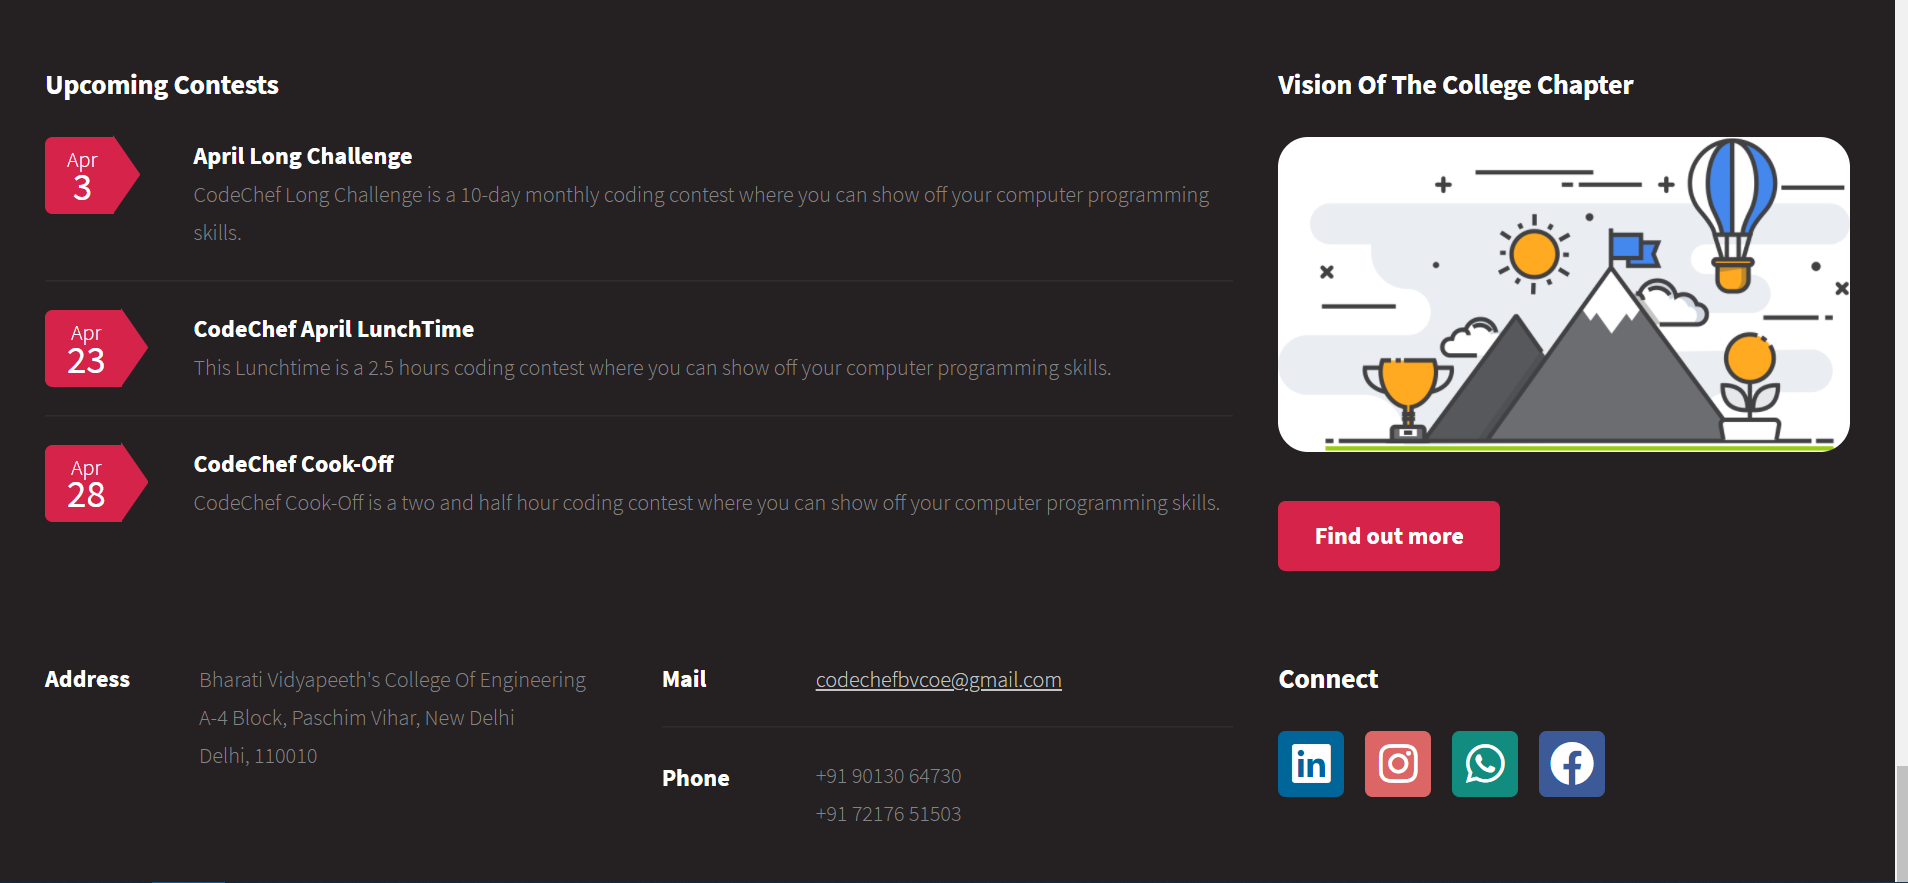 Upcoming Contests
Apr
3
April Long Challenge
CodeChef Long Challenge is a 10-day monthly coding contest where you can show off your computer programming
skills.
Apr
23
CodeChef April LunchTime
This Lunchtime is a 2.5 hours coding contest where you can show off your computer programming skills.
Apr
28
CodeChef Cook-Off
CodeChef Cook-Off is a two and half hour coding contest where you can show off your computer programming skills.
Vision Of The College Chapter
Find out more
Address
Bharati Vidyapeeth's College Of Engineering
A-4 Block, Paschim Vihar, New Delhi
Delhi, 110010
Mail
codechefbvcoe@gmail.com
Phone
+91 90130 64730
+91 72176 51503
Connect
in